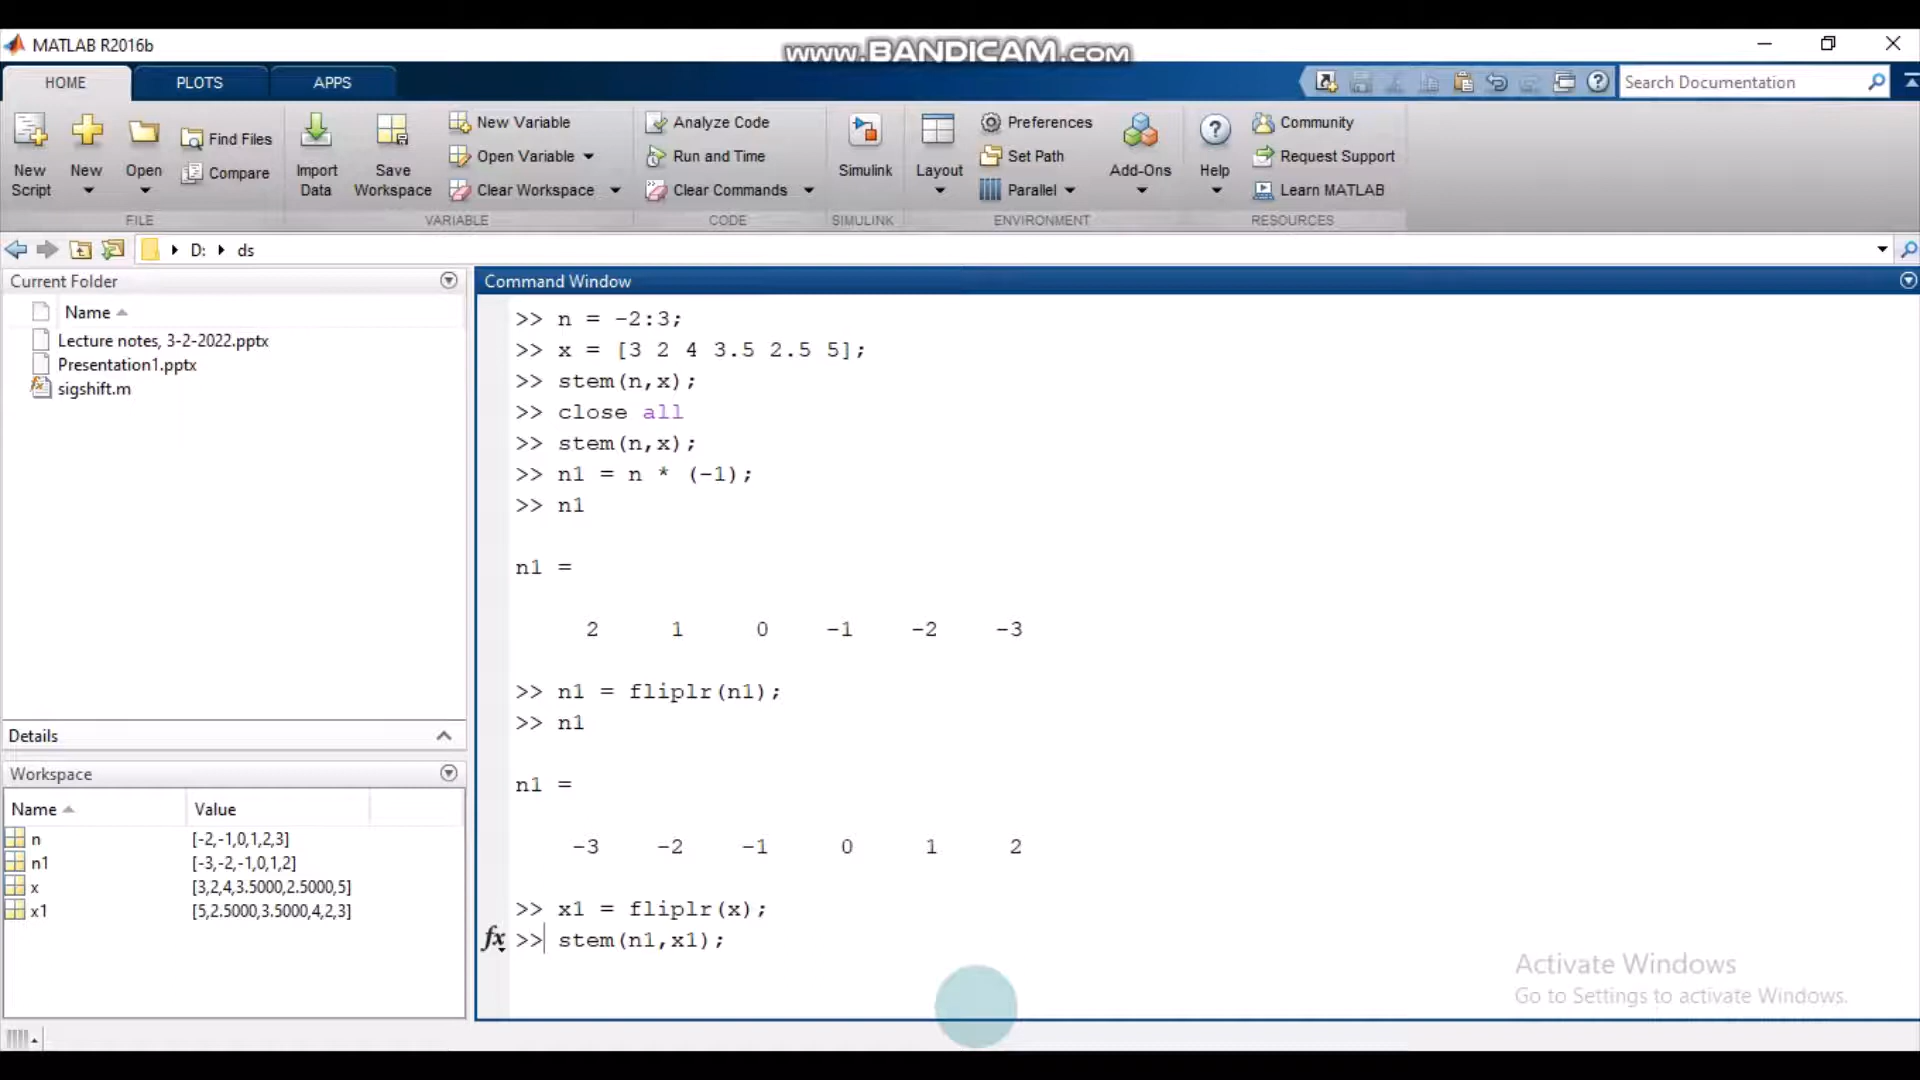 MATLAB R2016b
www.BANDICAM.com
HOME
PLOTS
APPS
Search Documentation
New Script
New
Open
Find Files
Compare
Import Data
Save Workspace
New Variable
Open Variable
Clear Workspace
Analyze Code
Run and Time
Clear Commands
Simulink
Layout
Preferences
Set Path
Parallel
Add-Ons
Help
Community
Request Support
Learn MATLAB
FILE
VARIABLE
CODE
SIMULINK
ENVIRONMENT
RESOURCES
D: ds
Current Folder
Name
Lecture notes, 3-2-2022.pptx
Presentation1.pptx
sigshift.m
Details
Workspace
Name Value
n [-2,-1,0,1,2,3]
n1 [-3,-2,-1,0,1,2]
x [3,2,4,3.5000,2.5000,5]
x1 [5,2.5000,3.5000,4,2,3]
Command Window
>> n = -2:3;
>> x = [3 2 4 3.5 2.5 5];
>> stem(n,x);
>> close all
>> stem(n,x);
>> n1 = n * (-1);
>> n1
n1 =
2 1 0 -1 -2 -3
>> n1 = fliplr(n1);
>> n1
n1 =
-3 -2 -1 0 1 2
>> x1 = fliplr(x);
fx >> stem(n1,x1);
Activate Windows
Go to Settings to activate Windows.